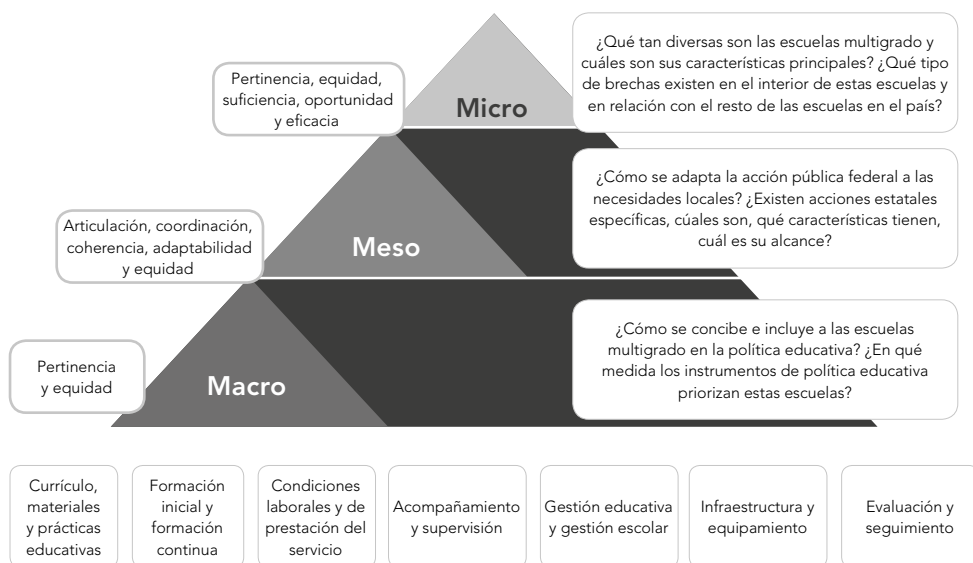 Pertinencia, equidad,
suficiencia, oportunidad
y eficacia
Micro
¿Qué tan diversas son las escuelas multigrado y
cuáles son sus características principales? ¿Qué tipo
de brechas existen en el interior de estas escuelas y
en relación con el resto de las escuelas en el país?
Articulación, coordinación,
coherencia, adaptabilidad
y equidad
Meso
¿Cómo se adapta la acción pública federal a las
necesidades locales? ¿Existen acciones estatales
específicas, cúales son, qué características tienen,
cuál es su alcance?
Pertinencia
y equidad
Macro
¿Cómo se concibe e incluye a las escuelas
multigrado en la política educativa? ¿En qué
medida los instrumentos de política educativa
priorizan estas escuelas?
Currículo,
materiales
y prácticas
educativas
Formación
inicial y
formación
continua
Condiciones
laborales y de
prestación del
servicio
Acompañamiento
y supervisión
Gestión educativa
y gestión escolar
Infraestructura y
equipamiento
Evaluación y
seguimiento